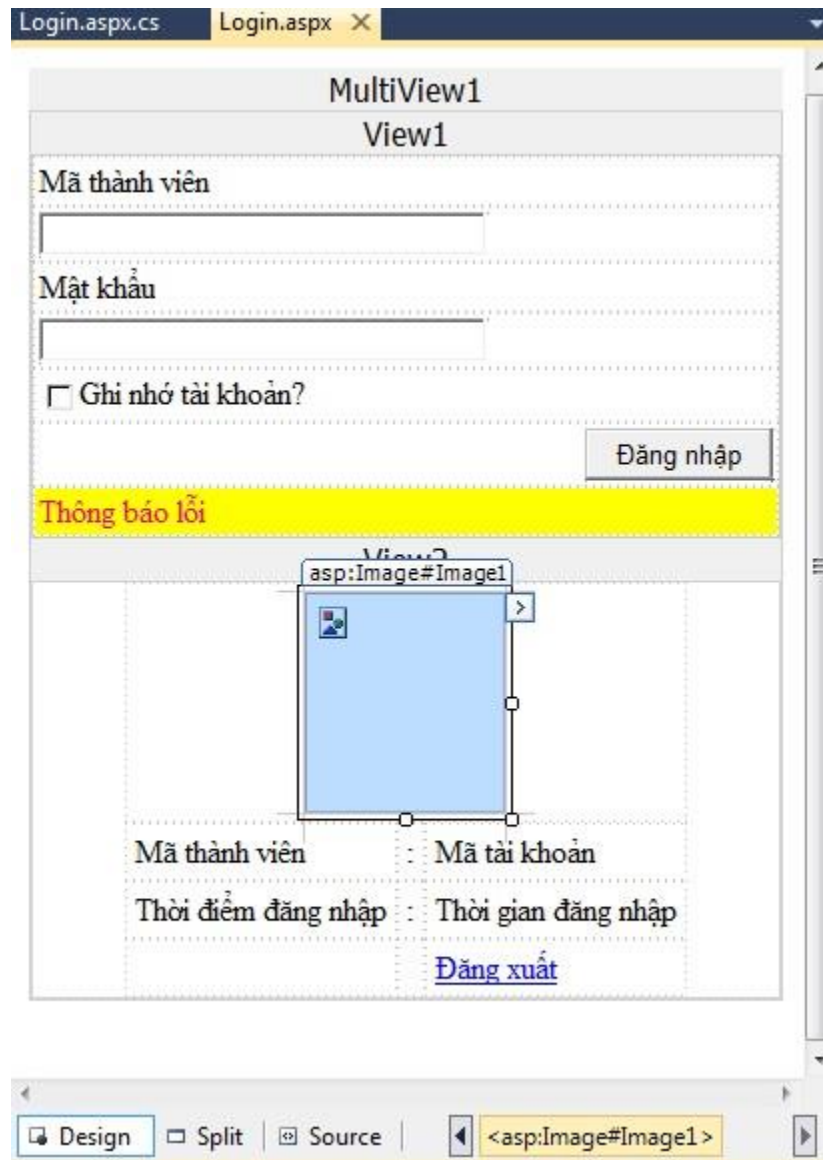 Login.aspx.cs Login.aspx
MultiView1
View1
Mã thành viên
Mật khẩu
Ghi nhớ tài khoản?
Đăng nhập
Thông báo lỗi
asp:Image#Image1
Mã thành viên : Mã tài khoản
Thời điểm đăng nhập : Thời gian đăng nhập
Đăng xuất
Design Split Source <asp:Image#Image1>